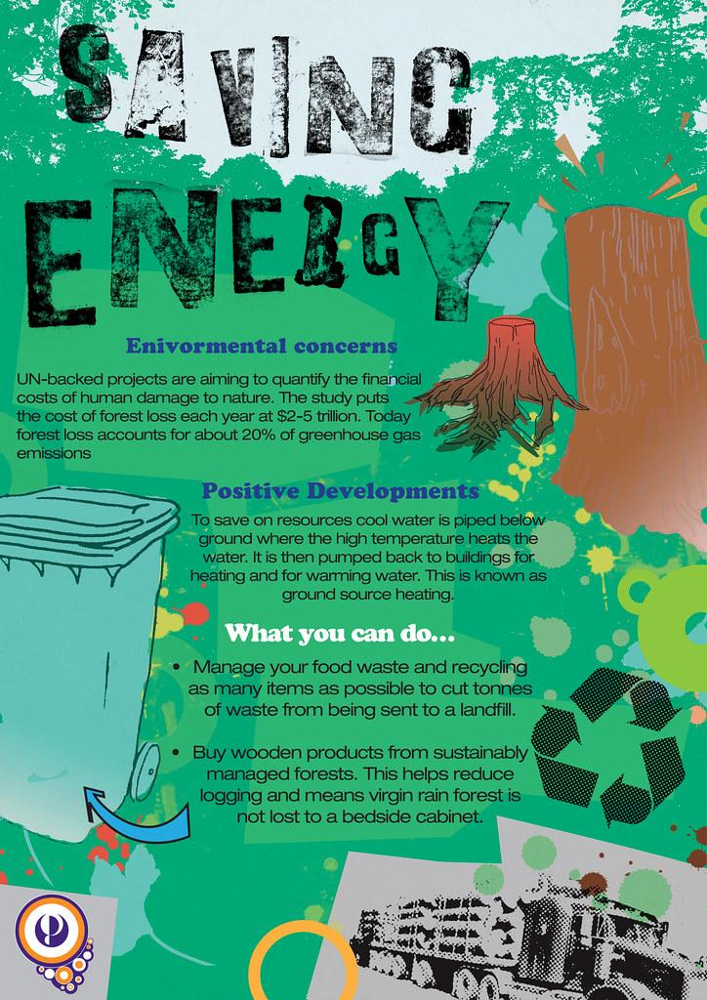 SAVING
ENERGY
Enivormental concerns
UN-backed projects are aiming to quantify the financial
costs of human damage to nature. The study puts
the cost of forest loss each year at $2-5 trillion. Today
forest loss accounts for about 20% of greenhouse gas
emissions
Positive Developments
To save on resources cool water is piped below
ground where the high temperature heats the
water. It is then pumped back to buildings for
heating and for warming water. This is known as
ground source heating.
What you can do...
• Manage your food waste and recycling
as many items as possible to cut tonnes
of waste from being sent to a landfill.
• Buy wooden products from sustainably
managed forests. This helps reduce
logging and means virgin rain forest is
not lost to a bedside cabinet.